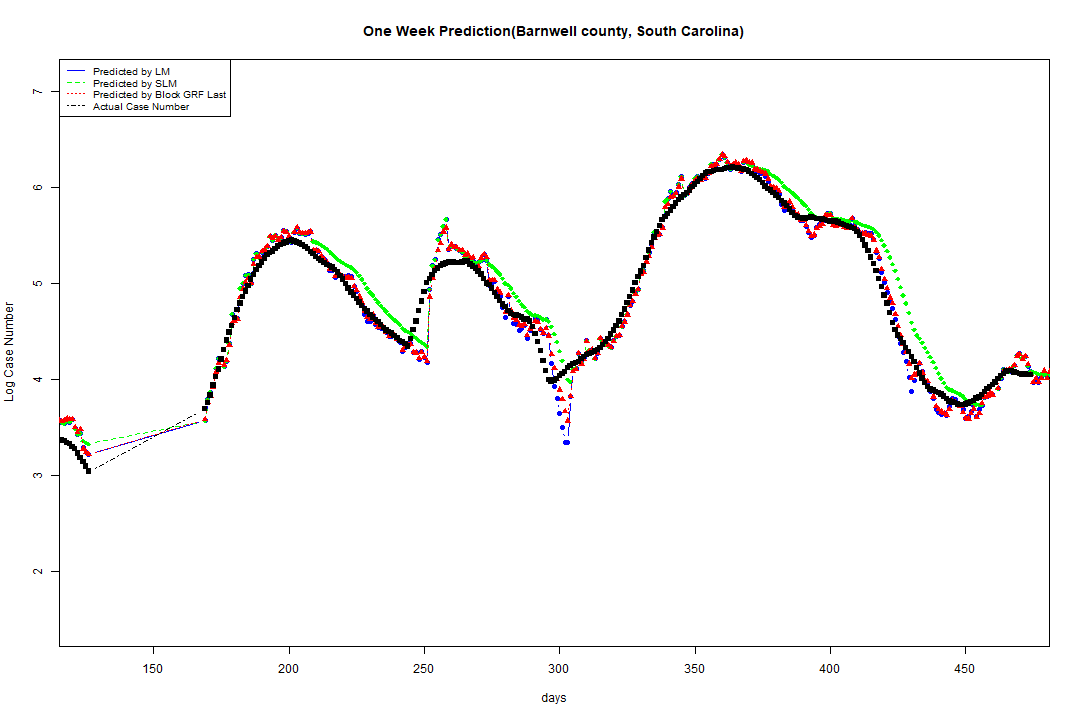 One Week Prediction(Barnwell county, South Carolina)
Predicted by LM
Predicted by SLM
Predicted by Block GRF Last
Actual Case Number
7
6
5
4
3
2
Log Case Number
150 200 250 300 350 400 450
days